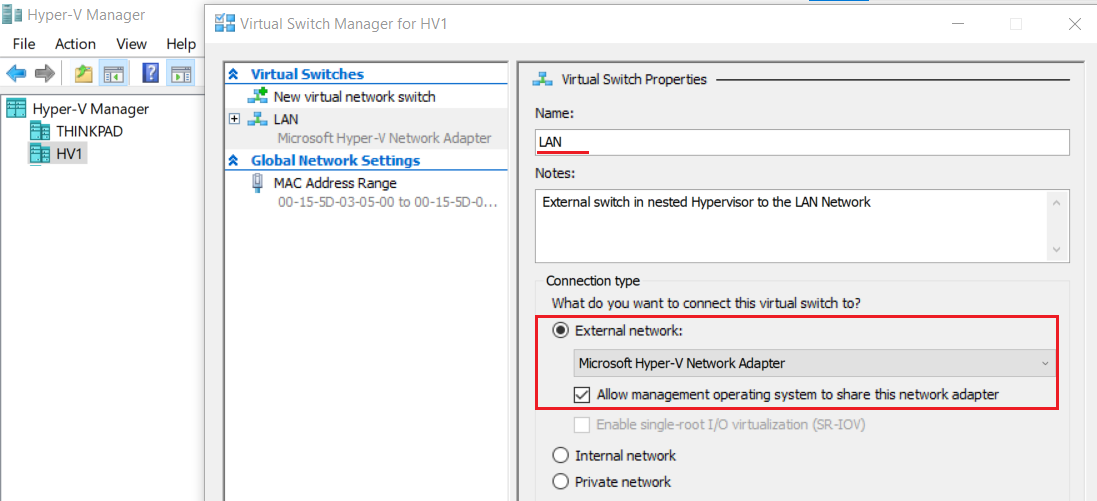 Hyper-V Manager
File Action View Help
Hyper-V Manager
THINKPAD
HV1
Virtual Switch Manager for HV1
Virtual Switches
New virtual network switch
LAN
Microsoft Hyper-V Network Adapter
Global Network Settings
MAC Address Range
00-15-5D-03-05-00 to 00-15-5D-0...
Virtual Switch Properties
Name:
LAN
Notes:
External switch in nested Hypervisor to the LAN Network
Connection type
What do you want to connect this virtual switch to?
External network:
Microsoft Hyper-V Network Adapter
Allow management operating system to share this network adapter
Enable single-root I/O virtualization (SR-IOV)
Internal network
Private network